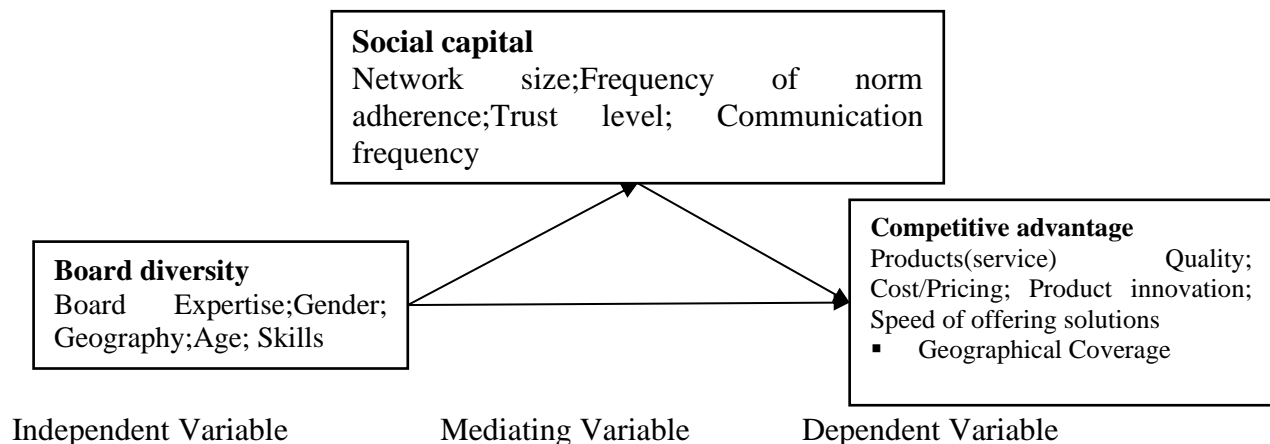 Social capital
Network size;Frequency of norm
adherence;Trust level; Communication
frequency
Board diversity
Board Expertise;Gender;
Geography;Age; Skills
Competitive advantage
Products(service) Quality;
Cost/Pricing; Product innovation;
Speed of offering solutions
▪ Geographical Coverage
Independent Variable Mediating Variable Dependent Variable